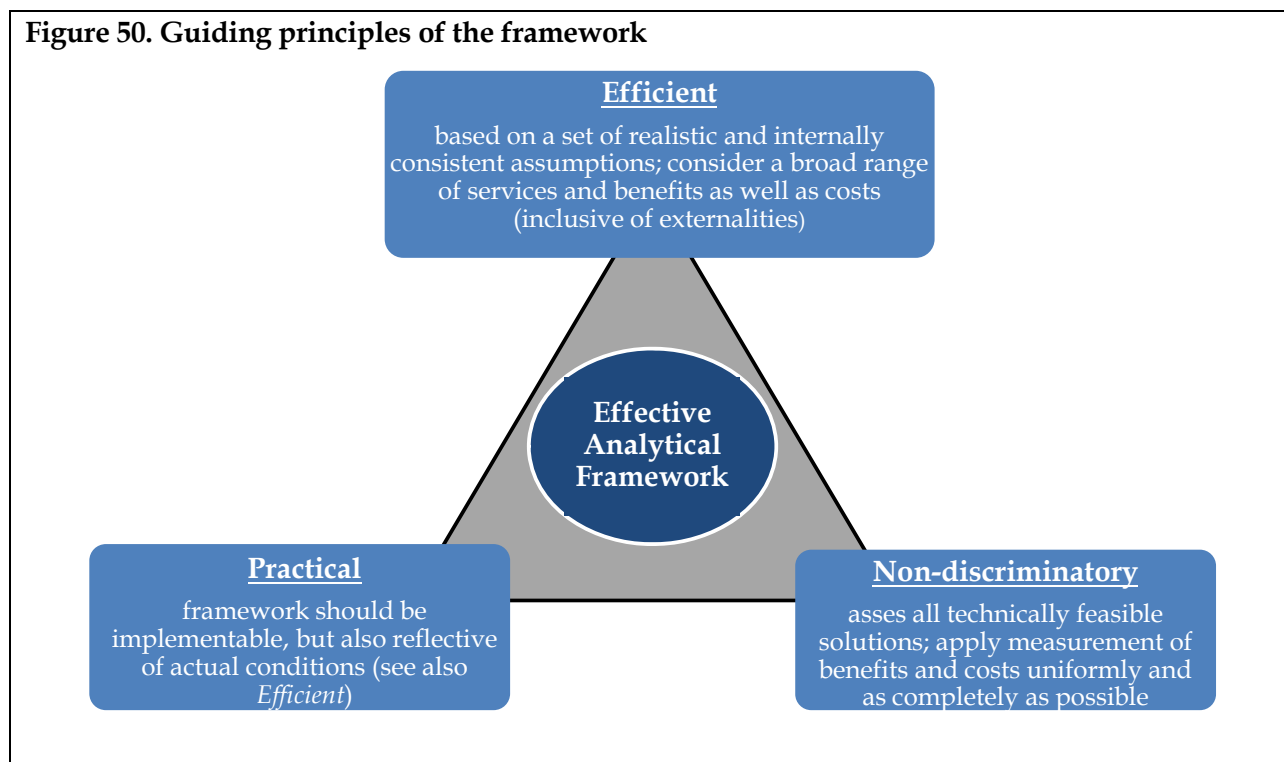 Figure 50. Guiding principles of the framework
Efficient
based on a set of realistic and internally
consistent assumptions; consider a broad range
of services and benefits as well as costs
(inclusive of externalities)
Effective
Analytical
Framework
Practical
framework should be
implementable, but also reflective
of actual conditions (see also
Efficient)
Non-discriminatory
asses all technically feasible
solutions; apply measurement of
benefits and costs uniformly and
as completely as possible